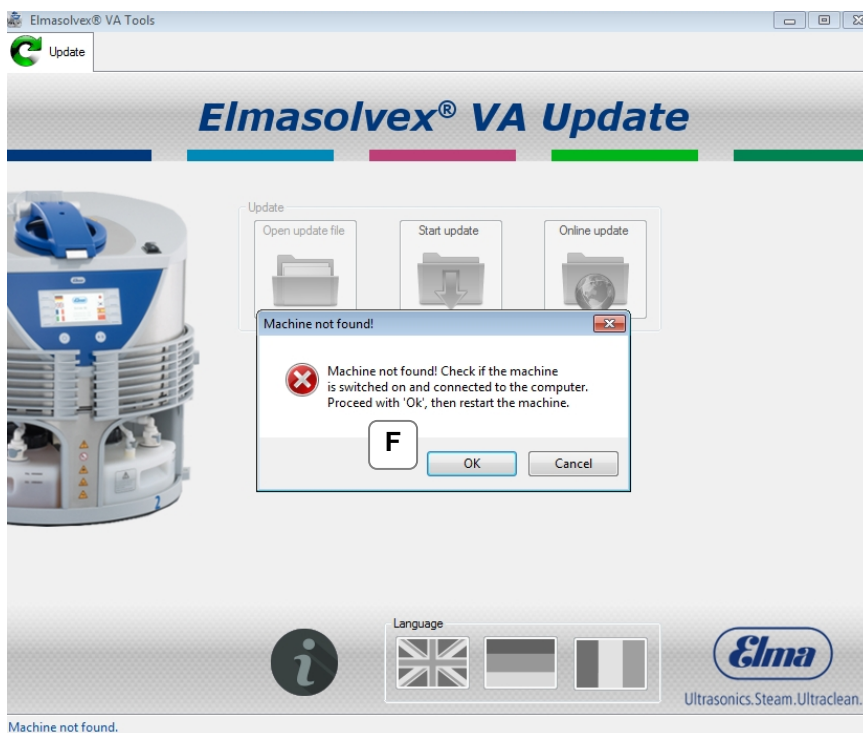 Elmasolvex® VA Tools
Update
Elmasolvex® VA Update
Update
Open update file
Start update
Online update
Machine not found!
Machine not found! Check if the machine
is switched on and connected to the computer.
Proceed with 'Ok', then restart the machine.
F
OK
Cancel
2
Language
i
Elma
Ultrasonics.Steam.Ultraclean.
Machine not found.